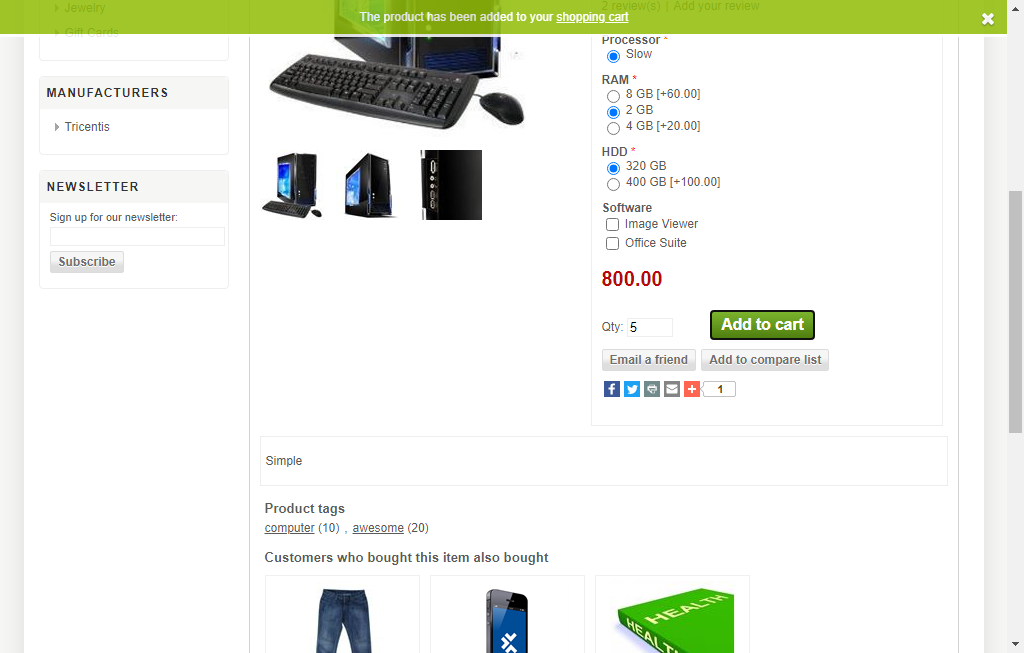 The product has been added to your shopping cart
2 review(s) | Add your review
Jewelry
Gift Cards
MANUFACTURERS
Tricentis
NEWSLETTER
Sign up for our newsletter:
Subscribe
Processor *
Slow
RAM *
8 GB [+60.00]
2 GB
4 GB [+20.00]
HDD *
320 GB
400 GB [+100.00]
Software
Image Viewer
Office Suite
800.00
Qty: 5
Add to cart
Email a friend
Add to compare list
1
Simple
Product tags
computer (10) , awesome (20)
Customers who bought this item also bought
HEALTH
HEALTH